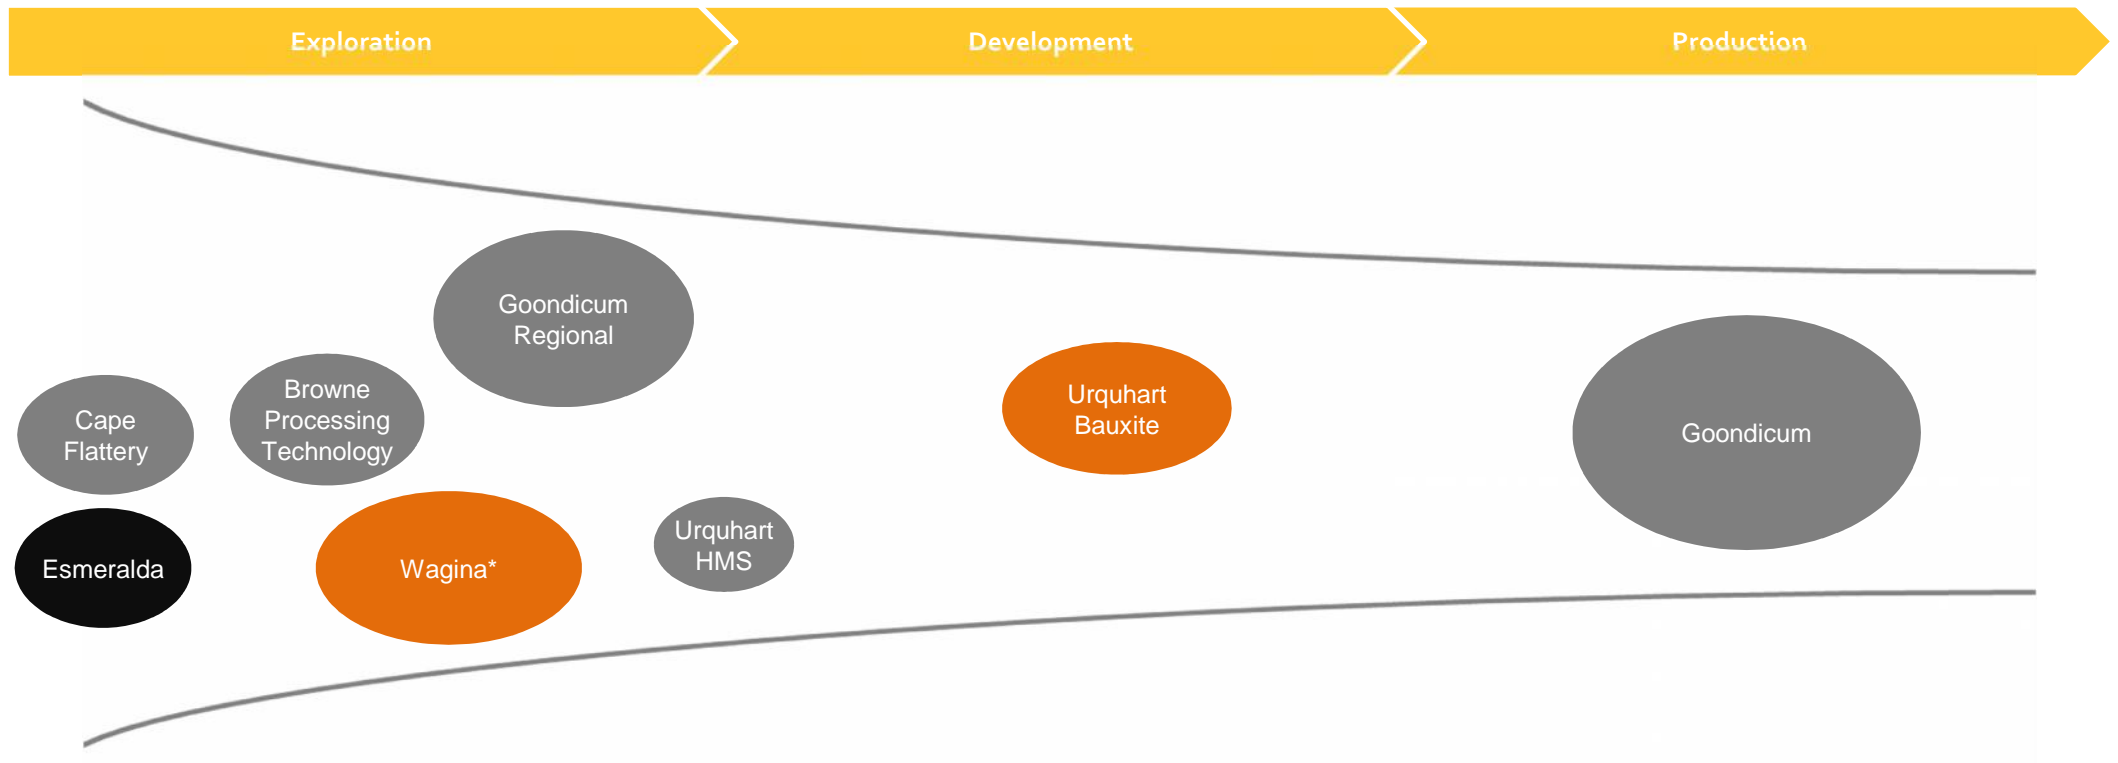 Exploration
Development
Production
Goondicum
Regional
Browne
Processing
Technology
Cape
Flattery
Urquhart
Bauxite
Goondicum
Esmeralda
Wagina*
Urquhart
HMS